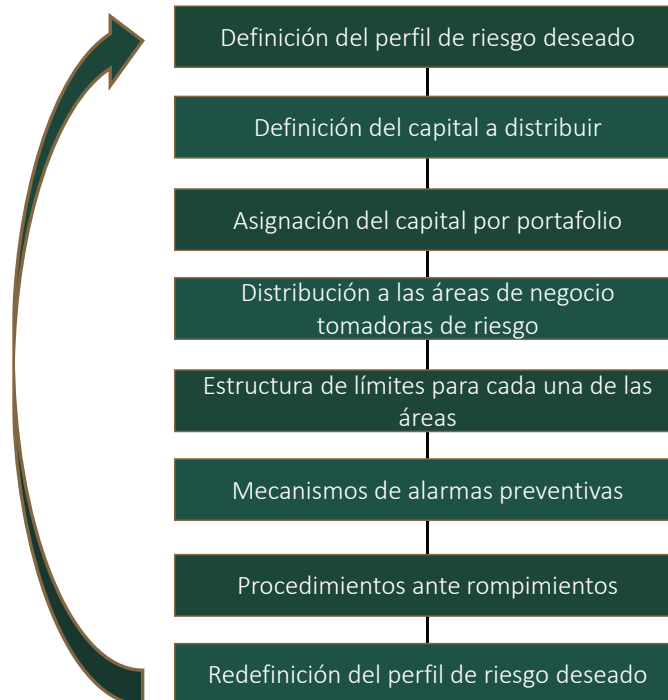 Definición del perfil de riesgo deseado
Definición del capital a distribuir
Asignación del capital por portafolio
Distribución a las áreas de negocio
tomadoras de riesgo
Estructura de límites para cada una de las
áreas
Mecanismos de alarmas preventivas
Procedimientos ante rompimientos
Redefinición del perfil de riesgo deseado